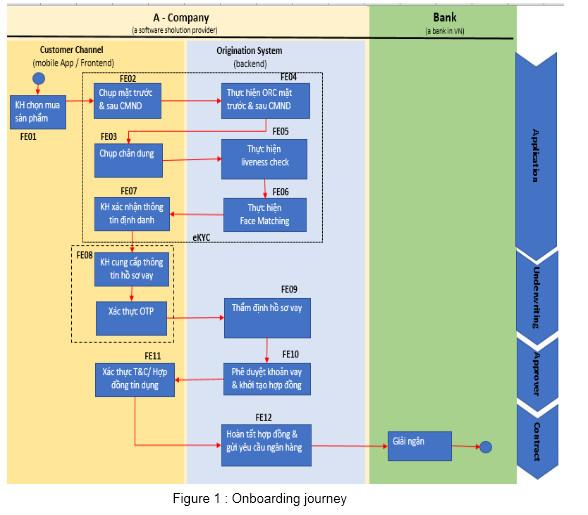 A - Company
(a software sholution provider)
Bank
(a bank in VN)
Customer Channel
(mobile App / Frontend)
Origination System
(backend)
FE02
Chụp mặt trước
& sau CMND
FE04
Thực hiện ORC mặt
trước & sau CMND
KH chọn mua
sản phẩm
FE01
FE03
Chụp chân dung
FE05
Thực hiện
liveness check
FE07
KH xác nhận thông
tin định danh
FE06
Thực hiện
Face Matching
eKYC
FE08
KH cung cấp thông
tin hồ sơ vay
Xác thực OTP
FE09
Thẩm định hồ sơ vay
FE11
Xác thực T&C/ Hợp
đồng tín dụng
FE10
Phê duyệt khoản vay
& khởi tạo hợp đồng
FE12
Hoàn tất hợp đồng &
gửi yêu cầu ngân hàng
Giải ngân
Application
Underwriting
Approver
Contract
Figure 1 : Onboarding journey